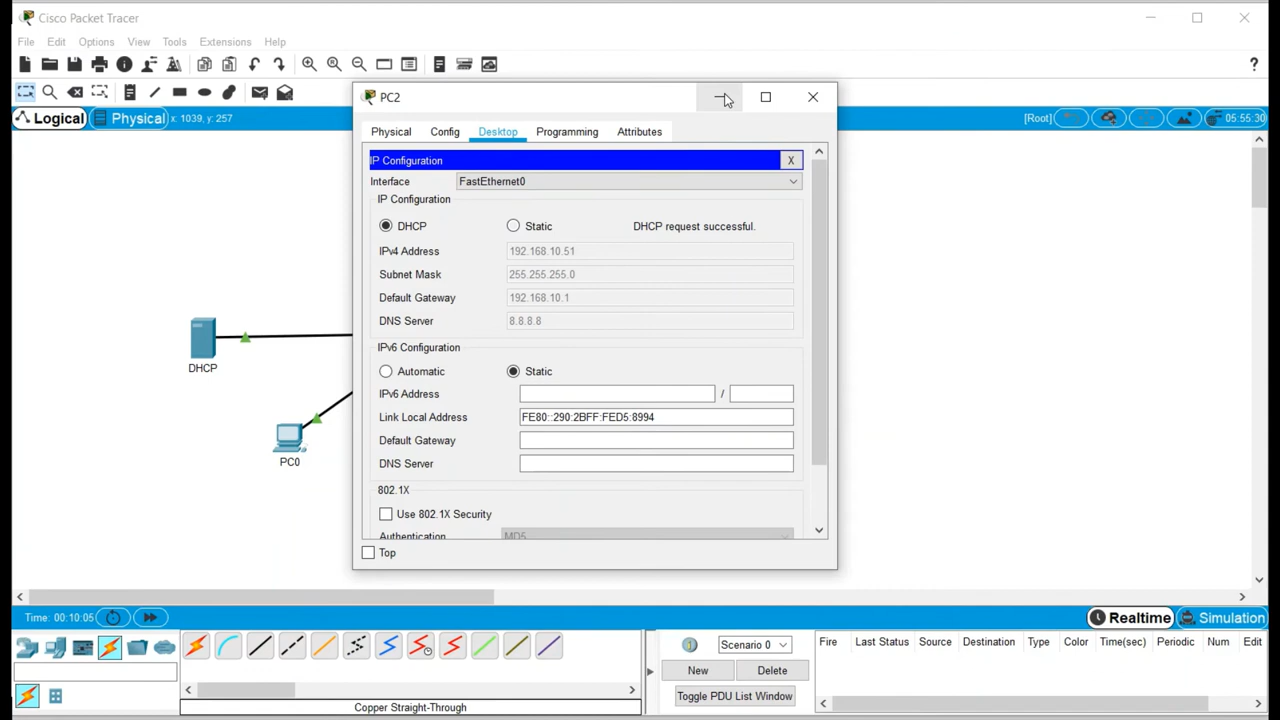 Cisco Packet Tracer
File Edit Options View Tools Extensions Help
?
Logical Physical x: 1039, y: 257 [Root] 05:55:30
PC2
Physical Config Desktop Programming Attributes
IP Configuration X
Interface FastEthernet0
IP Configuration
DHCP Static DHCP request successful.
IPv4 Address 192.168.10.51
Subnet Mask 255.255.255.0
Default Gateway 192.168.10.1
DNS Server 8.8.8.8
IPv6 Configuration
Automatic Static
IPv6 Address /
Link Local Address FE80::290:2BFF:FED5:8994
Default Gateway
DNS Server
802.1X
Use 802.1X Security
Authentication MD5
Top
DHCP
PC0
Time: 00:10:05 Realtime Simulation
Scenario 0
New Delete
Toggle PDU List Window
Fire Last Status Source Destination Type Color Time(sec) Periodic Num Edit
Copper Straight-Through